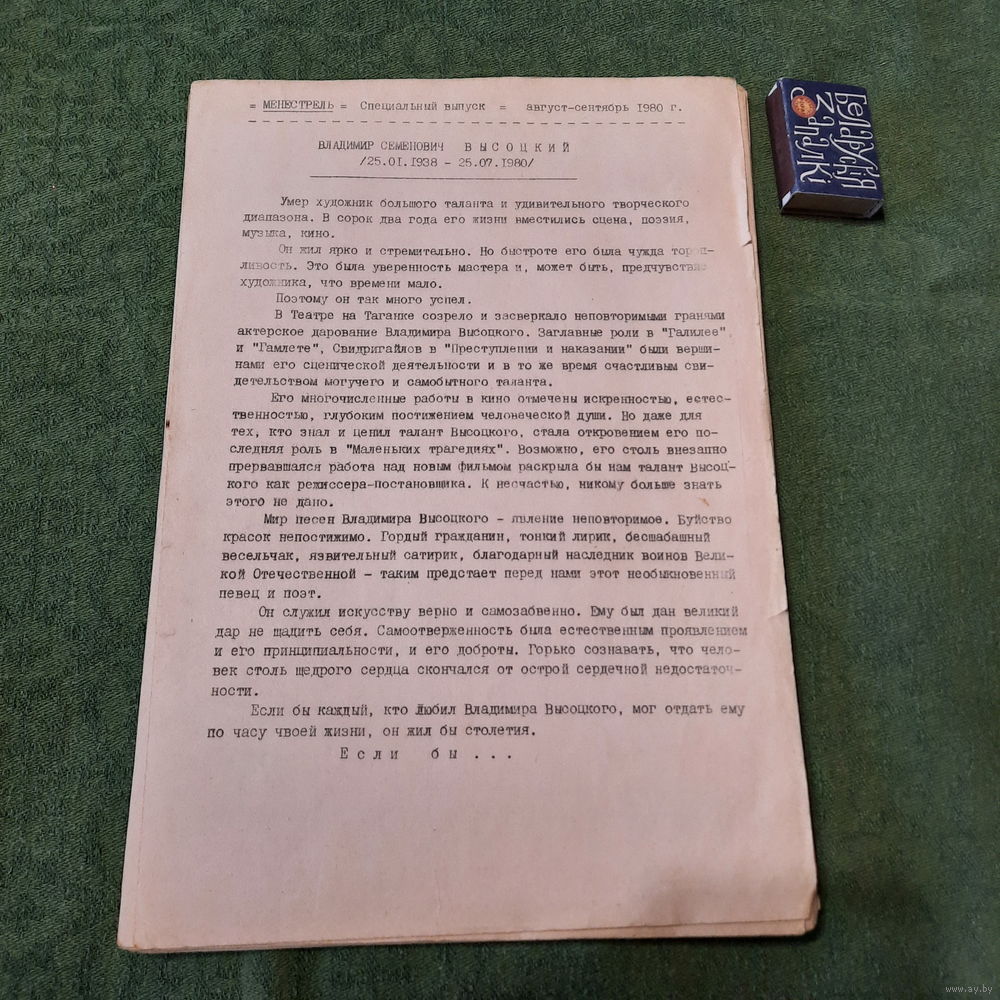 = МЕНЕСТРЕЛЬ = Специальный выпуск = август-сентябрь 1980 г.
ВЛАДИМИР СЕМЕНОВИЧ ВЫСОЦКИЙ
/25.01.1938 - 25.07.1980/
Умер художник большого таланта и удивительного творческого
диапазона. В сорок два года его жизни вместились сцена, поэзия,
музыка, кино.
Он жил ярко и стремительно. Но быстроте его была чужда тороп-
ливость. Это была уверенность мастера и, может быть, предчувствие
художника, что времени мало.
Поэтому он так много успел.
В Театре на Таганке созрело и засверкало неповторимыми гранями
актерское дарование Владимира Высоцкого. Заглавные роли в "Галилее"
и "Гамлете", Свидригайлов в "Преступлении и наказании" были верши-
нами его сценической деятельности и в то же время счастливым сви-
детельством могучего и самобытного таланта.
Его многочисленные работы в кино отмечены искренностью, естес-
твенностью, глубоким постижением человеческой души. Но даже для
тех, кто знал и ценил талант Высоцкого, стала откровением его по-
следняя роль в "Маленьких трагедиях". Возможно, его столь внезапно
прервавшаяся работа над новым фильмом раскрыла бы нам талант Высоц-
кого как режиссера-постановщика. К несчастью, никому больше знать
этого не дано.
Мир песен Владимира Высоцкого - явление неповторимое. Буйство
красок непостижимо. Гордый гражданин, тонкий лирик, бесшабашный
весельчак, язвительный сатирик, благодарный наследник воинов Вели-
кой Отечественной - таким предстает перед нами этот необыкновенный
певец и поэт.
Он служил искусству верно и самозабвенно. Ему был дан великий
дар не щадить себя. Самоотверженность была естественным проявлением
и его принципиальности, и его доброты. Горько сознавать, что чело-
век столь щедрого сердца скончался от острой сердечной недостаточ-
ности.
Если бы каждый, кто любил Владимира Высоцкого, мог отдать ему
по часу чвоей жизни, он жил бы столетия.
Если бы ...
Беларускія
запалкі
www.ay.by